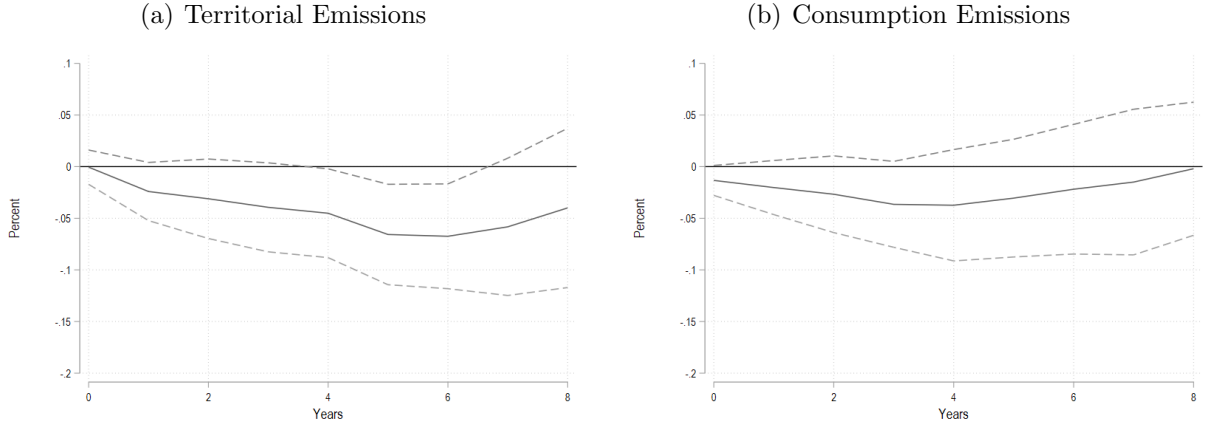 (a) Territorial Emissions
.1
.05
0
-.05
-.1
-.15
-.2
Percent
0 2 4 6 8
Years
(b) Consumption Emissions
.1
.05
0
-.05
-.1
-.15
-.2
Percent
0 2 4 6 8
Years